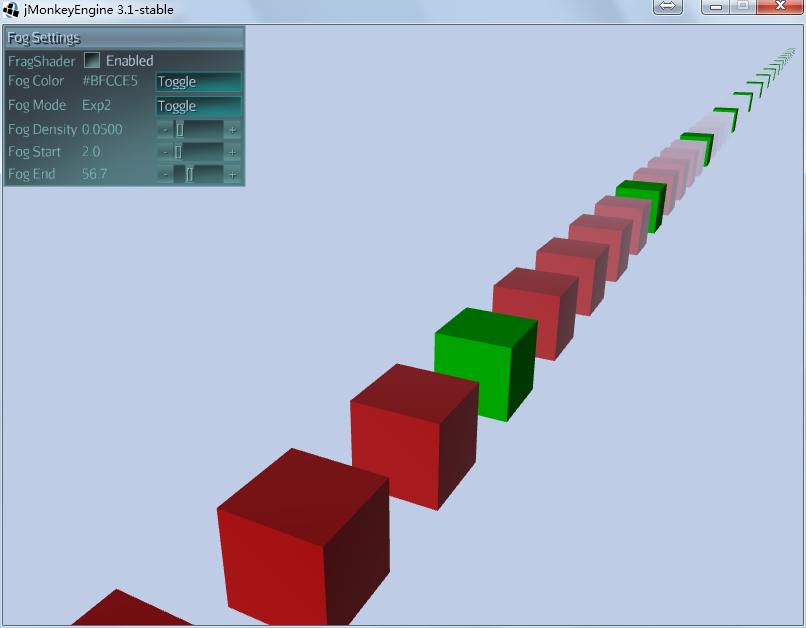 jMonkeyEngine 3.1-stable
Fog Settings
FragShader Enabled
Fog Color #BFCCE5 Toggle
Fog Mode Exp2 Toggle
Fog Density 0.0500 - +
Fog Start 2.0 - +
Fog End 56.7 - +